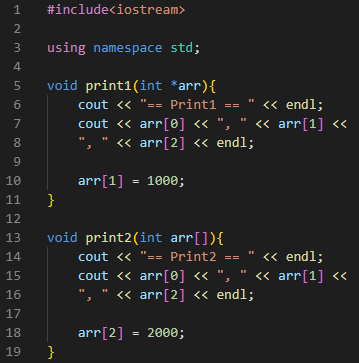 1 #include<iostream>
2
3 using namespace std;
4
5 void print1(int *arr){
6     cout << "== Print1 == " << endl;
7     cout << arr[0] << ", " << arr[1] <<
8     ", " << arr[2] << endl;
9
10     arr[1] = 1000;
11 }
12
13 void print2(int arr[]){
14     cout << "== Print2 == " << endl;
15     cout << arr[0] << ", " << arr[1] <<
16     ", " << arr[2] << endl;
17
18     arr[2] = 2000;
19 }